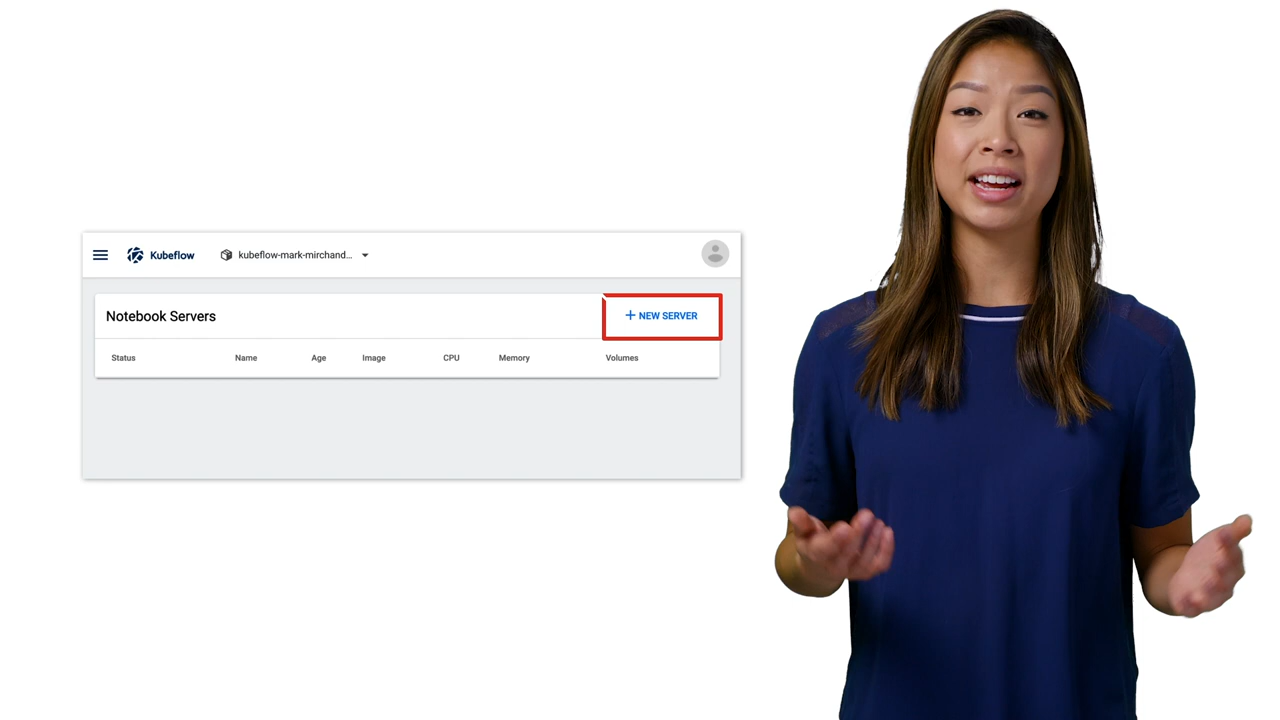 Kubeflow kubeflow-mark-mirchand...
Notebook Servers + NEW SERVER
Status Name Age Image CPU Memory Volumes